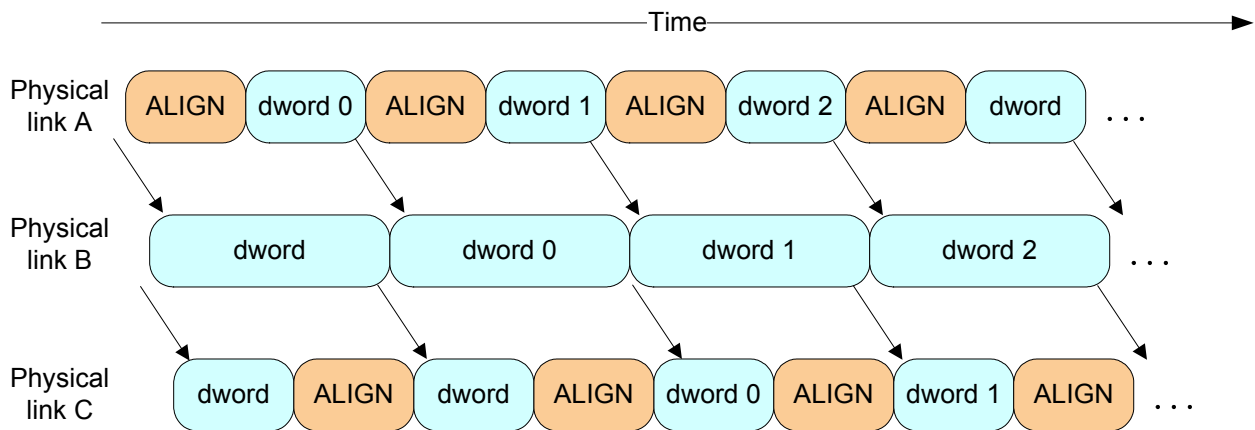 Time
Physical
link A
ALIGN dword 0 ALIGN dword 1 ALIGN dword 2 ALIGN dword . . .
Physical
link B
dword dword 0 dword 1 dword 2 . . .
Physical
link C
dword ALIGN dword ALIGN dword 0 ALIGN dword 1 ALIGN . . .